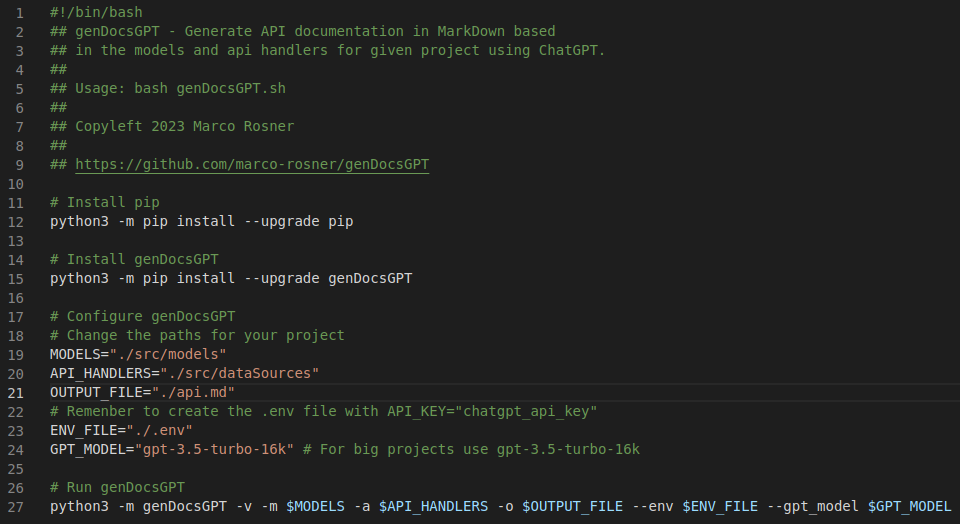 1 #!/bin/bash
2 ## genDocsGPT - Generate API documentation in MarkDown based
3 ## in the models and api handlers for given project using ChatGPT.
4 ##
5 ## Usage: bash genDocsGPT.sh
6 ##
7 ## Copyleft 2023 Marco Rosner
8 ##
9 ## https://github.com/marco-rosner/genDocsGPT
10
11 # Install pip
12 python3 -m pip install --upgrade pip
13
14 # Install genDocsGPT
15 python3 -m pip install --upgrade genDocsGPT
16
17 # Configure genDocsGPT
18 # Change the paths for your project
19 MODELS="./src/models"
20 API_HANDLERS="./src/dataSources"
21 OUTPUT_FILE="./api.md"
22 # Remenber to create the .env file with API_KEY="chatgpt_api_key"
23 ENV_FILE="./.env"
24 GPT_MODEL="gpt-3.5-turbo-16k" # For big projects use gpt-3.5-turbo-16k
25
26 # Run genDocsGPT
27 python3 -m genDocsGPT -v -m $MODELS -a $API_HANDLERS -o $OUTPUT_FILE --env $ENV_FILE --gpt_model $GPT_MODEL